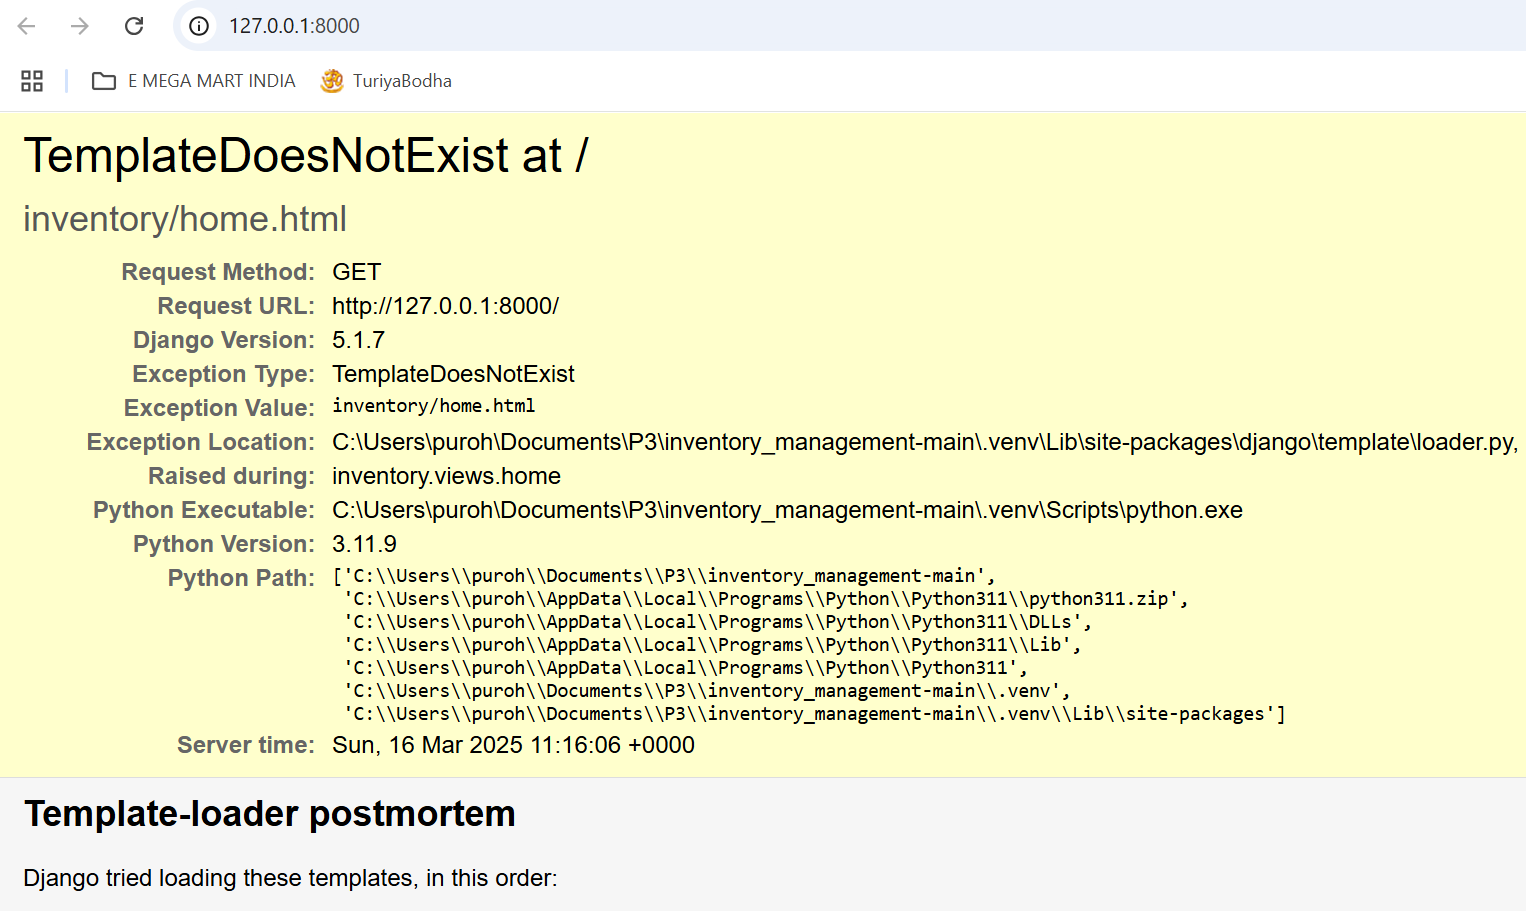 127.0.0.1:8000
E MEGA MART INDIA TuriyaBodha
TemplateDoesNotExist at /
inventory/home.html
Request Method: GET
Request URL: http://127.0.0.1:8000/
Django Version: 5.1.7
Exception Type: TemplateDoesNotExist
Exception Value: inventory/home.html
Exception Location: C:\Users\puroh\Documents\P3\inventory_management-main\.venv\Lib\site-packages\django\template\loader.py,
Raised during: inventory.views.home
Python Executable: C:\Users\puroh\Documents\P3\inventory_management-main\.venv\Scripts\python.exe
Python Version: 3.11.9
Python Path: ['C:\\Users\\puroh\\Documents\\P3\\inventory_management-main',
'C:\\Users\\puroh\\AppData\\Local\\Programs\\Python\\Python311\\python311.zip',
'C:\\Users\\puroh\\AppData\\Local\\Programs\\Python\\Python311\\DLLs',
'C:\\Users\\puroh\\AppData\\Local\\Programs\\Python\\Python311\\Lib',
'C:\\Users\\puroh\\AppData\\Local\\Programs\\Python\\Python311',
'C:\\Users\\puroh\\Documents\\P3\\inventory_management-main\\.venv',
'C:\\Users\\puroh\\Documents\\P3\\inventory_management-main\\.venv\\Lib\\site-packages']
Server time: Sun, 16 Mar 2025 11:16:06 +0000
Template-loader postmortem
Django tried loading these templates, in this order: